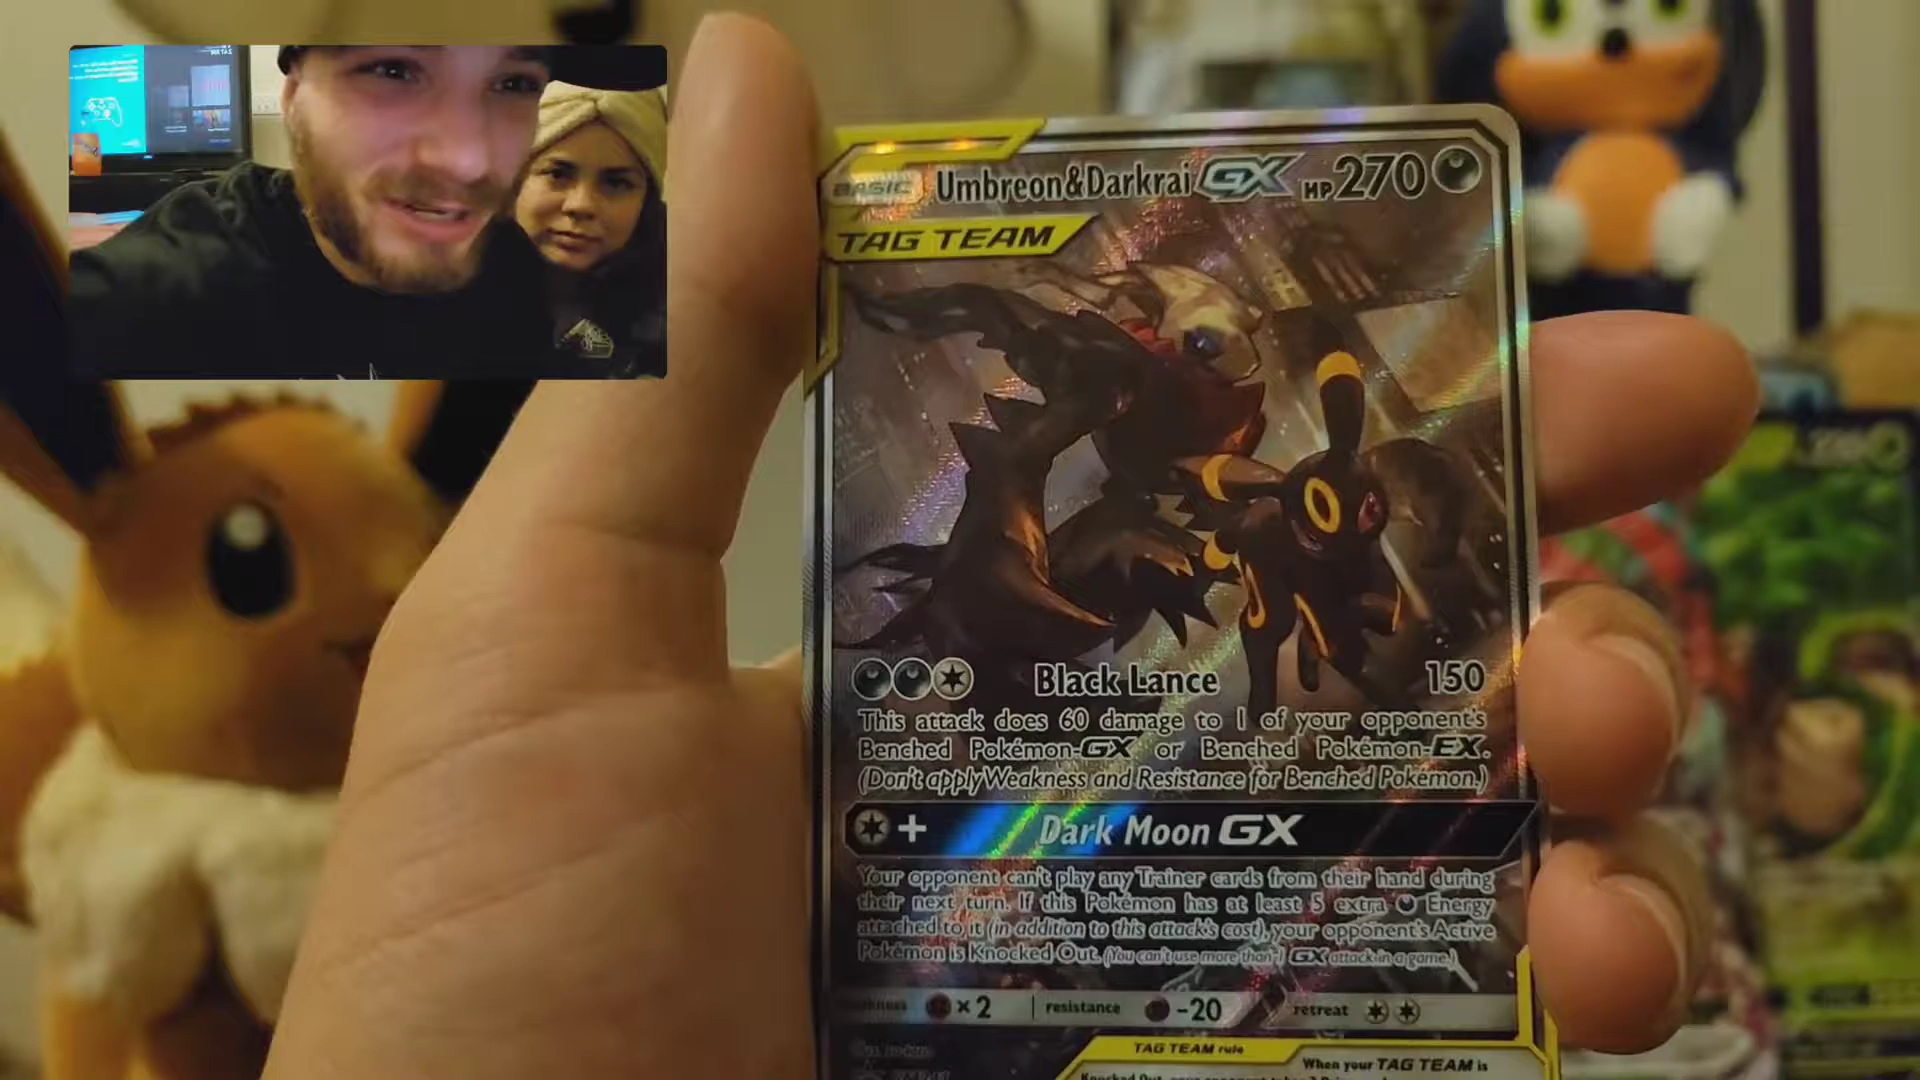 BASIC Umbreon&Darkrai GX HP270
TAG TEAM
Black Lance 150
This attack does 60 damage to 1 of your opponent's
Benched Pokémon-GX or Benched Pokémon-EX.
(Don't apply Weakness and Resistance for Benched Pokémon.)
+ Dark Moon GX
Your opponent can't play any Trainer cards from their hand during
their next turn. If this Pokémon has at least 5 extra Energy
attached to it (in addition to this attack's cost), your opponent's Active
Pokémon is Knocked Out. (You can't use more than 1 GX attack in a game.)
×2 resistance -20 retreat
TAG TEAM rule
When your TAG TEAM is